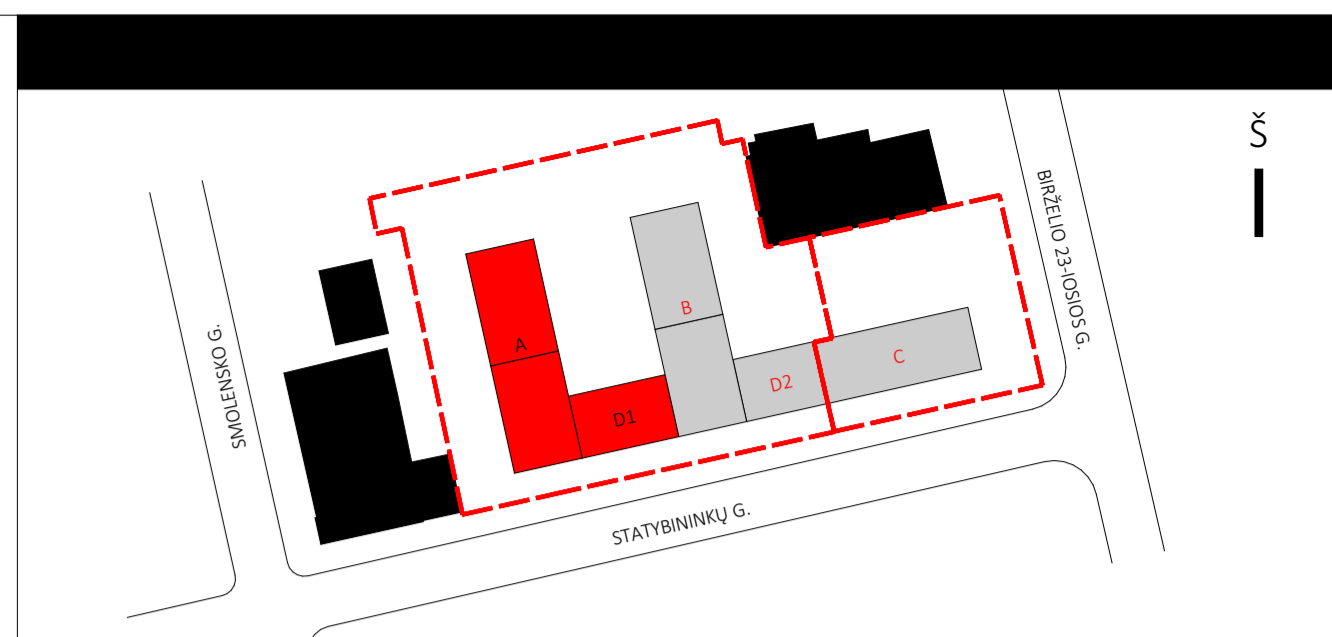 Š
BIRŽELIO 23-IOSIOS G.
SMOLENSKO G.
A
B
C
D1
D2
STATYBININKŲ G.